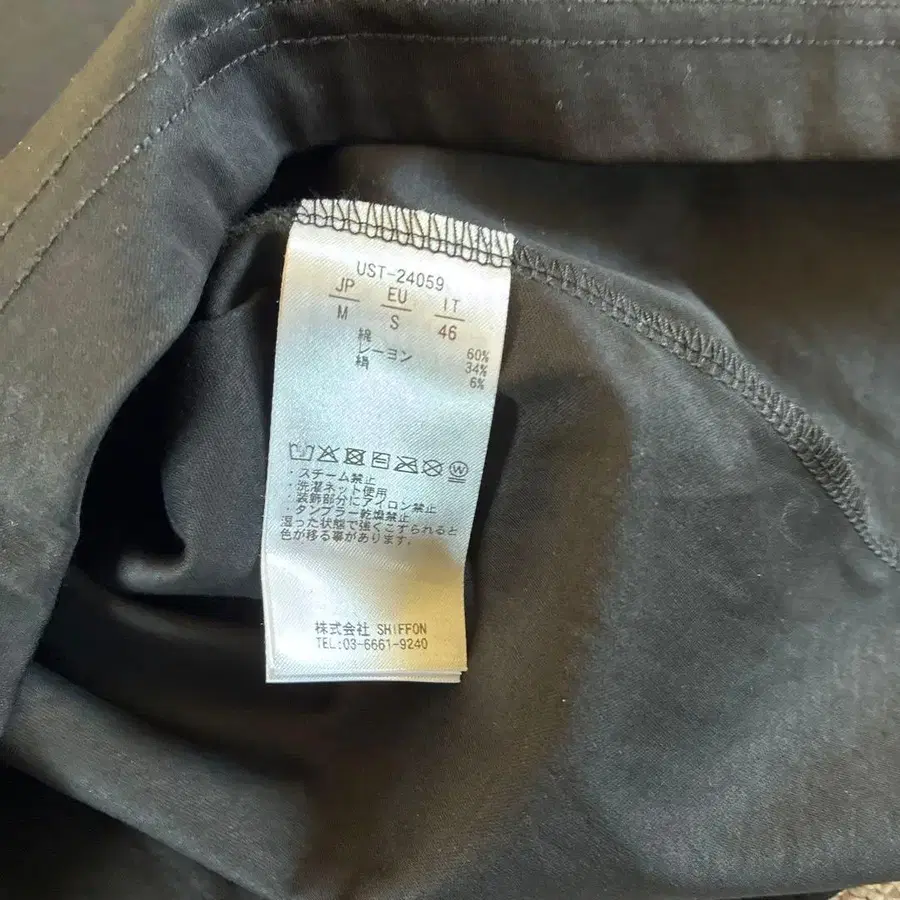 UST-24059
JP EU IT
M S 46
綿 60%
レーヨン 34%
絹 6%
・スチーム禁止
・洗濯ネット使用
・装飾部分にアイロン禁止
・タンブラー乾燥禁止
湿った状態で強くこすられると
色が移る事があります。
株式会社 SHIFFON
TEL:03-6661-9240